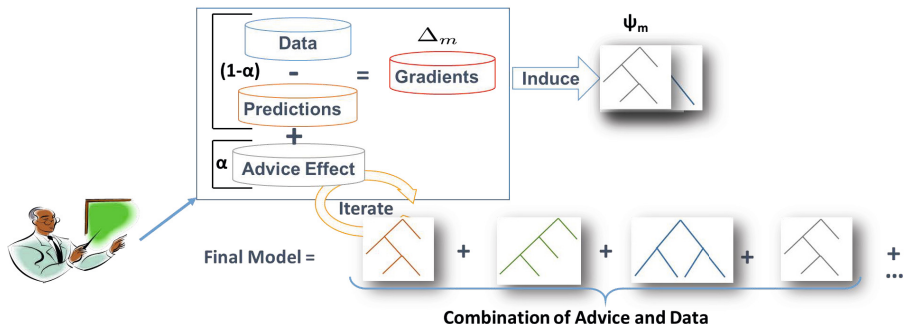 Data
(1-α)
-
Predictions
+
α
Advice Effect
=
Δm
Gradients
Induce
ψm
Iterate
Final Model =
+
+
+
+
...
Combination of Advice and Data